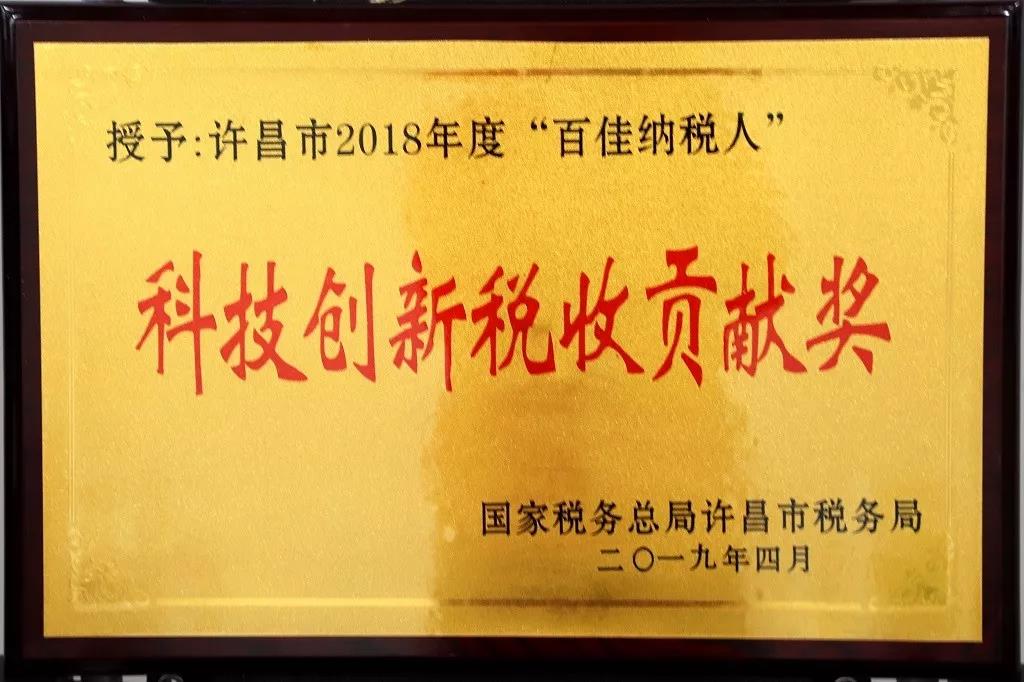 授予:许昌市2018年度“百佳纳税人”
科技创新税收贡献奖
国家税务总局许昌市税务局
二〇一九年四月